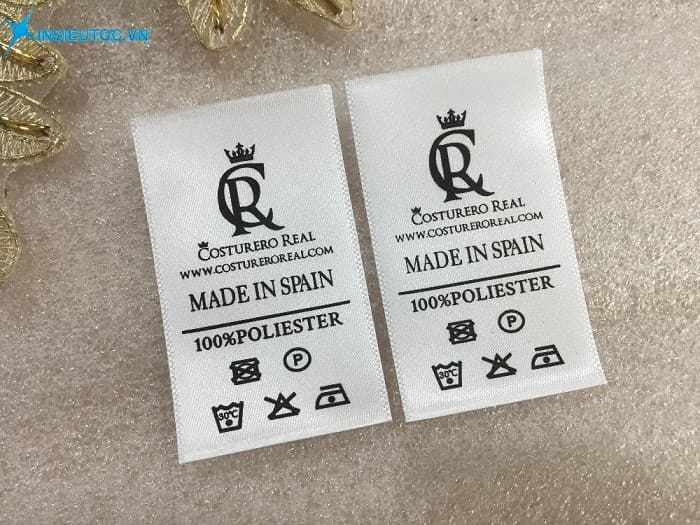 INSIEUTOC.VN
CR
COSTURERO REAL
WWW.COSTUREROREAL.COM
MADE IN SPAIN
100%POLIESTER
P
30°C
CR
COSTURERO REAL
WWW.COSTUREROREAL.COM
MADE IN SPAIN
100%POLIESTER
P
30°C